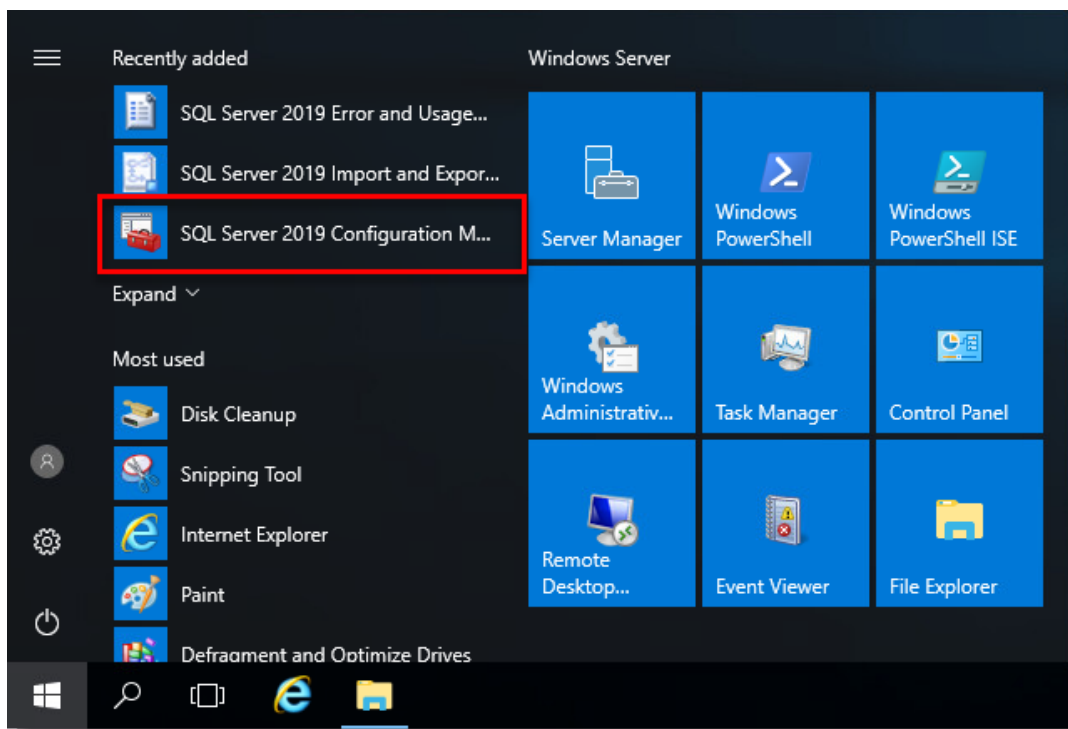 Recently added
SQL Server 2019 Error and Usage...
SQL Server 2019 Import and Expor...
SQL Server 2019 Configuration M...
Expand
Most used
Disk Cleanup
Snipping Tool
Internet Explorer
Paint
Defragment and Optimize Drives
Windows Server
Server Manager
Windows
PowerShell
Windows
PowerShell ISE
Windows
Administrativ...
Task Manager
Control Panel
Remote
Desktop...
Event Viewer
File Explorer